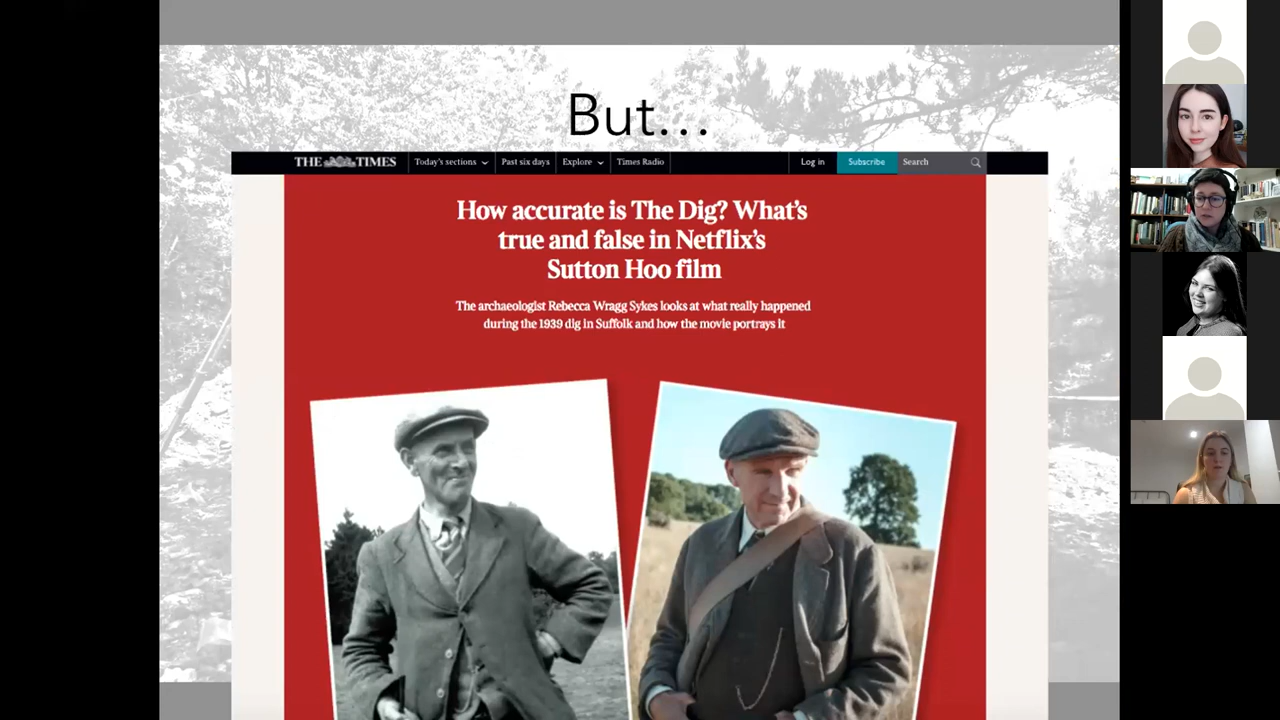 But...
THE TIMES
Today's sections
Past six days
Explore
Times Radio
Log in
Subscribe
Search
How accurate is The Dig? What's
true and false in Netflix's
Sutton Hoo film
The archaeologist Rebecca Wragg Sykes looks at what really happened
during the 1939 dig in Suffolk and how the movie portrays it